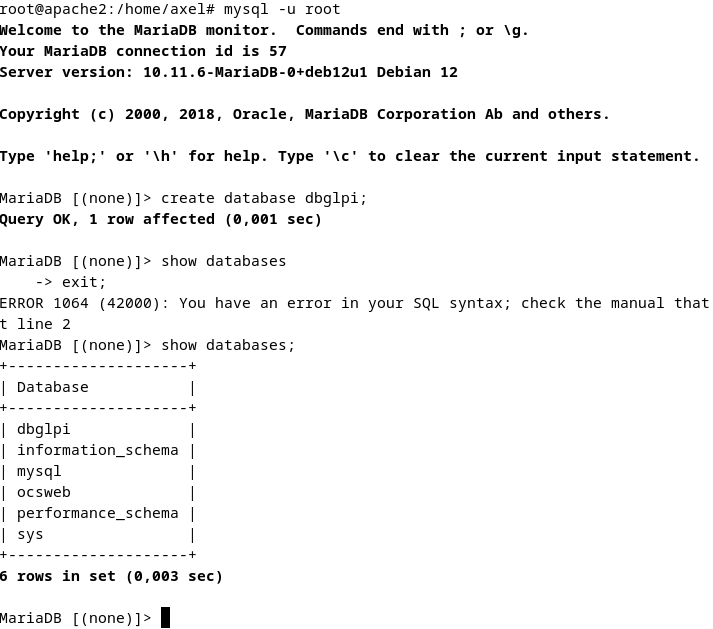 root@apache2:/home/axel# mysql -u root
Welcome to the MariaDB monitor.  Commands end with ; or \g.
Your MariaDB connection id is 57
Server version: 10.11.6-MariaDB-0+deb12u1 Debian 12

Copyright (c) 2000, 2018, Oracle, MariaDB Corporation Ab and others.

Type 'help;' or '\h' for help. Type '\c' to clear the current input statement.

MariaDB [(none)]> create database dbglpi;
Query OK, 1 row affected (0,001 sec)

MariaDB [(none)]> show databases
    -> exit;
ERROR 1064 (42000): You have an error in your SQL syntax; check the manual that
t line 2
MariaDB [(none)]> show databases;
+--------------------+
| Database           |
+--------------------+
| dbglpi             |
| information_schema |
| mysql              |
| ocsweb             |
| performance_schema |
| sys                |
+--------------------+
6 rows in set (0,003 sec)

MariaDB [(none)]>